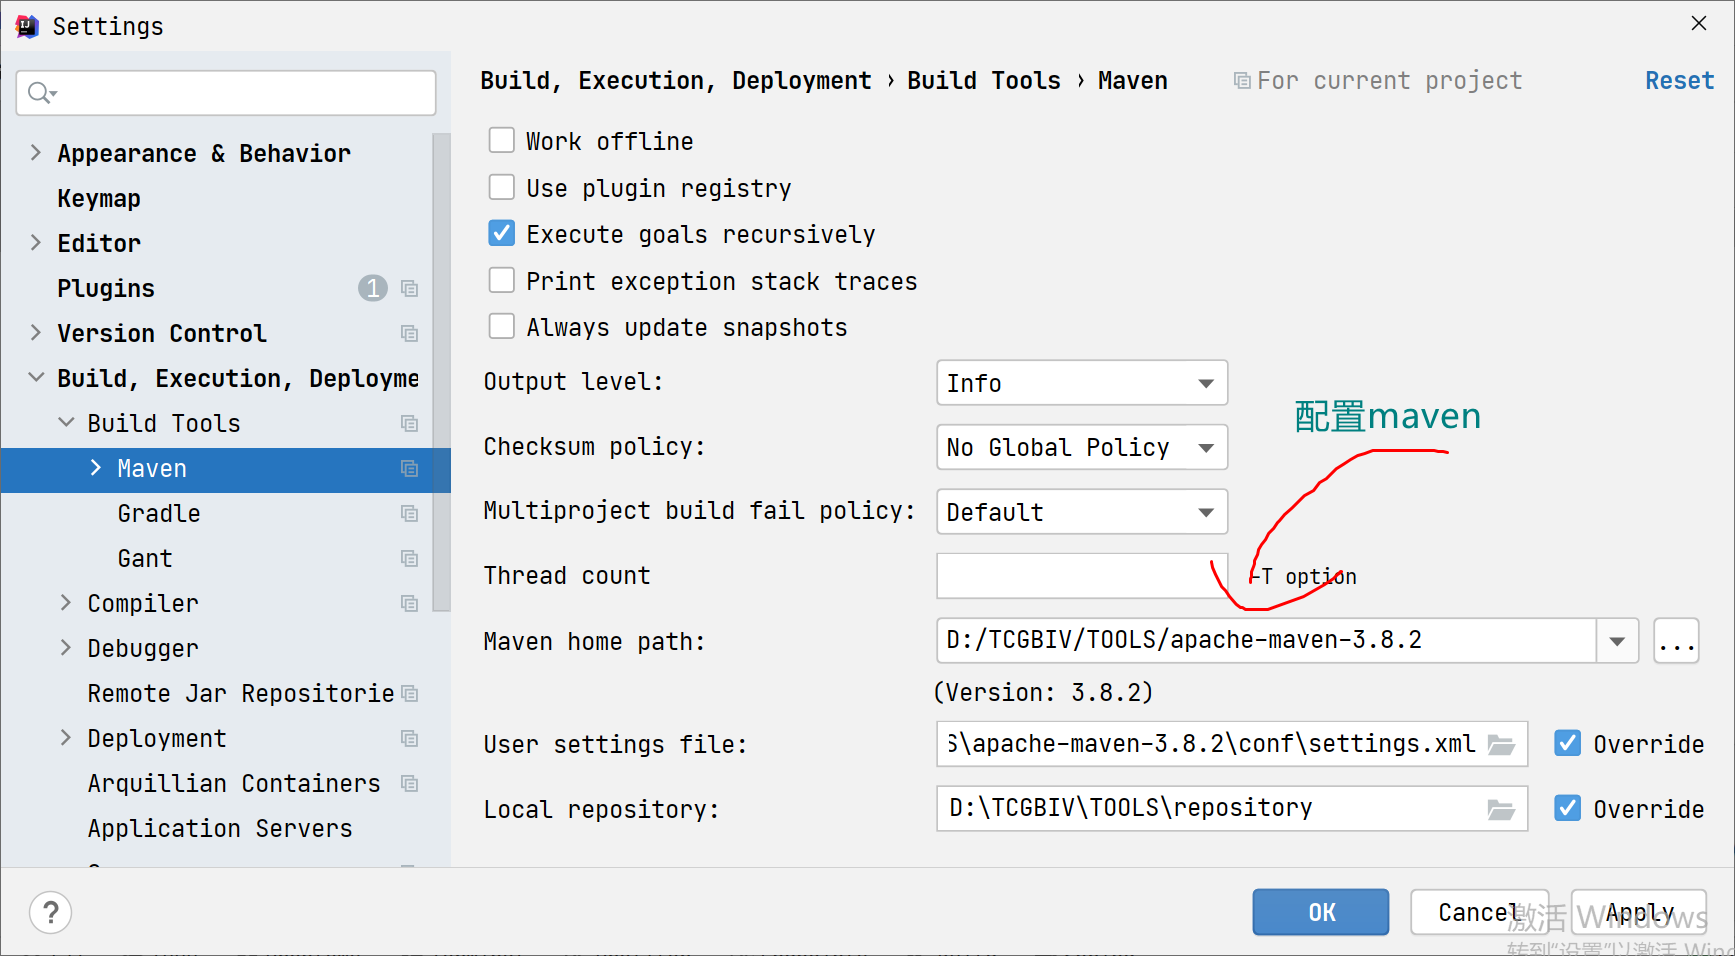 Settings
Build, Execution, Deployment › Build Tools › Maven
For current project
Reset
Appearance & Behavior
Keymap
Editor
Plugins
1
Version Control
Build, Execution, Deployme
Build Tools
Maven
Gradle
Gant
Compiler
Debugger
Remote Jar Repositorie
Deployment
Arquillian Containers
Application Servers
Work offline
Use plugin registry
Execute goals recursively
Print exception stack traces
Always update snapshots
Output level:
Info
配置maven
Checksum policy:
No Global Policy
Multiproject build fail policy:
Default
Thread count
-T option
Maven home path:
D:/TCGBIV/TOOLS/apache-maven-3.8.2
...
(Version: 3.8.2)
User settings file:
S\apache-maven-3.8.2\conf\settings.xml
Override
Local repository:
D:\TCGBIV\TOOLS\repository
Override
?
OK
Cancel
Apply
激活 Windows
转到“设置”以激活 Wind